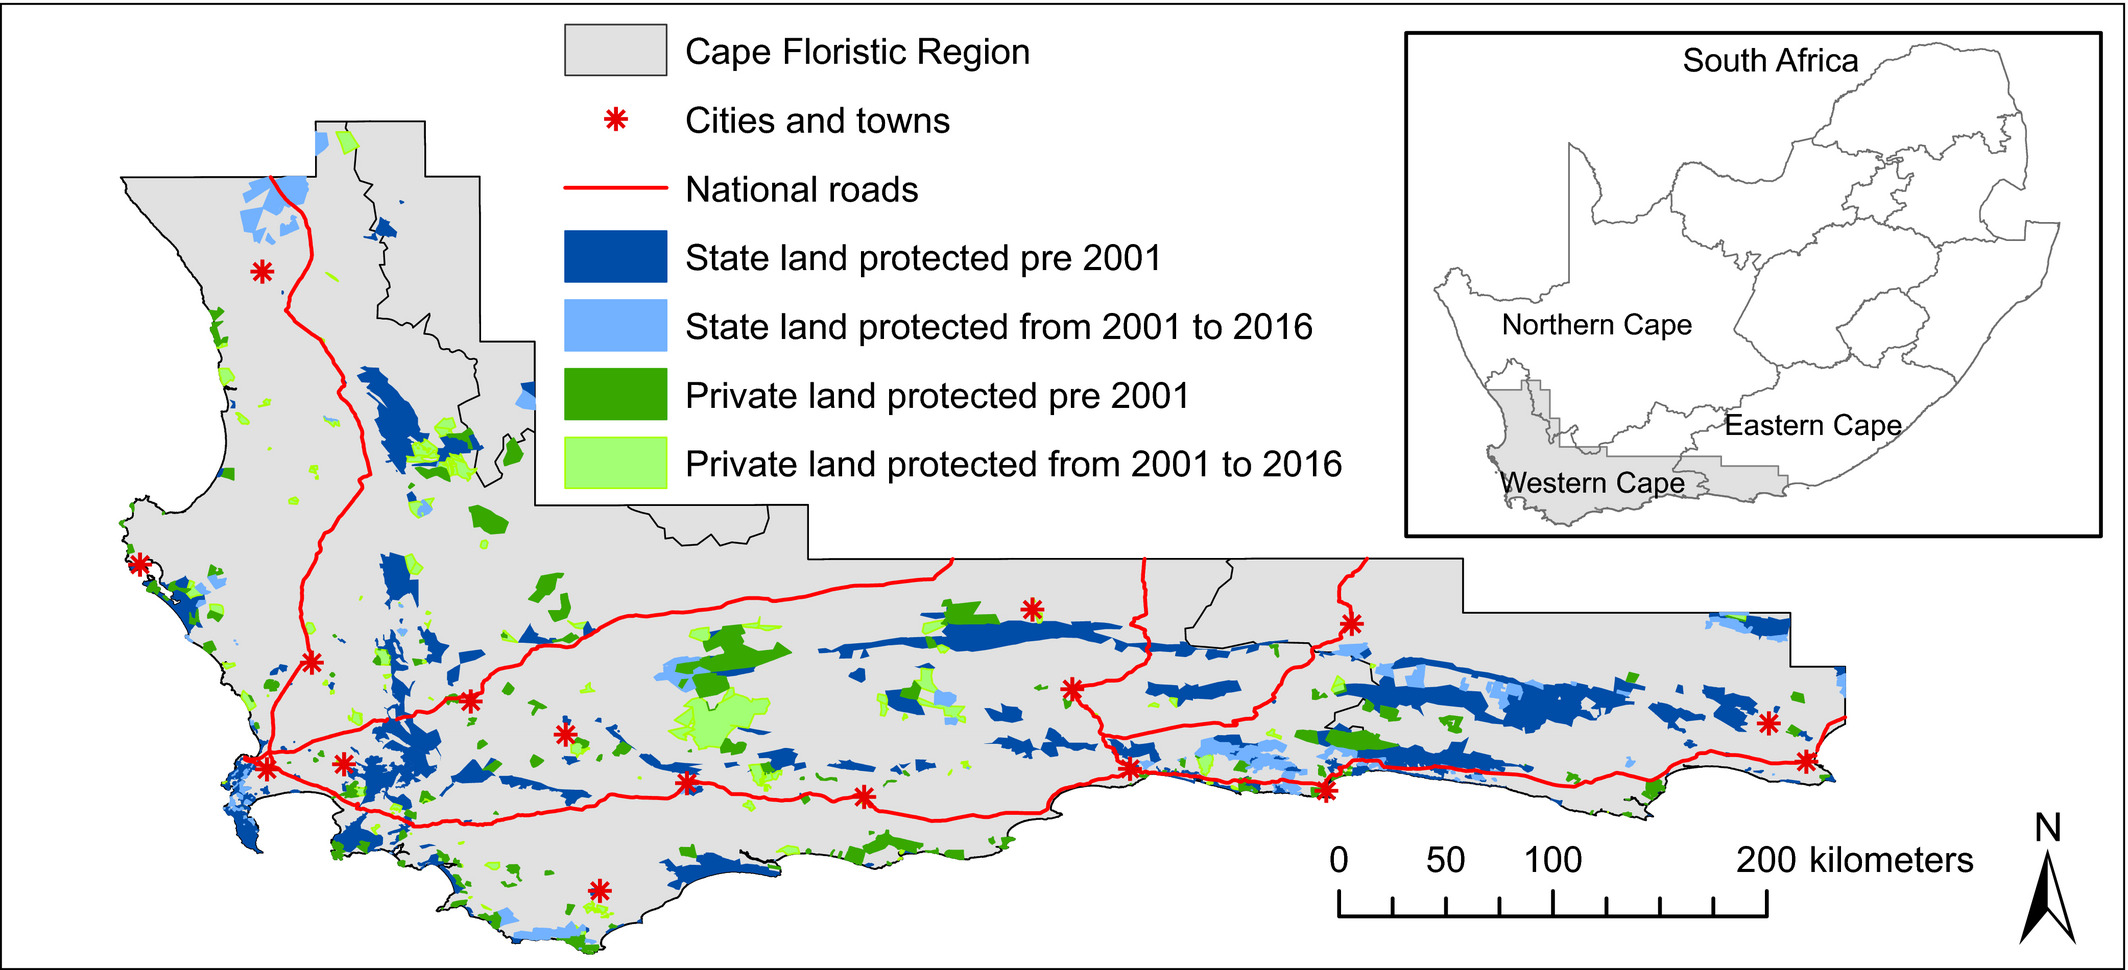 Cape Floristic Region
Cities and towns
National roads
State land protected pre 2001
State land protected from 2001 to 2016
Private land protected pre 2001
Private land protected from 2001 to 2016
South Africa
Northern Cape
Eastern Cape
Western Cape
N
0 50 100 200 kilometers